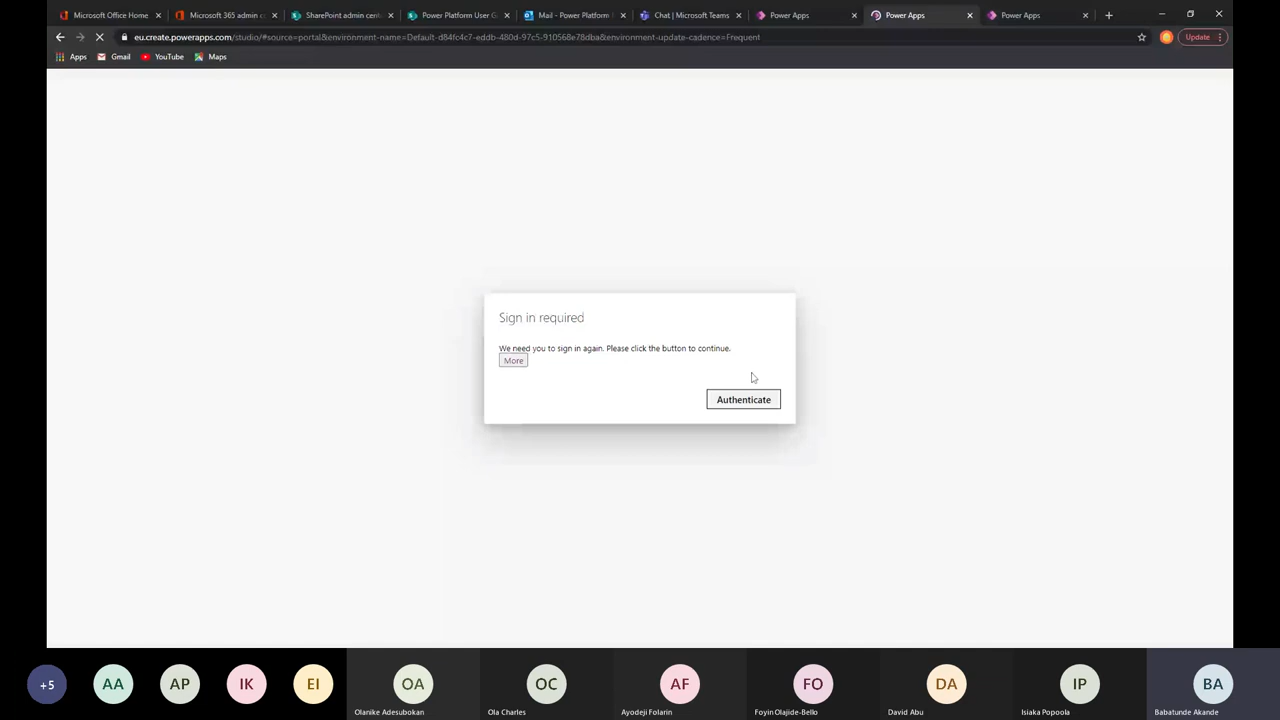 Microsoft Office Home
Microsoft 365 admin c
SharePoint admin cent
Power Platform User G
Mail - Power Platform
Chat | Microsoft Teams
Power Apps
Power Apps
Power Apps
eu.create.powerapps.com/studio/#source=portal&environment-name=Default-d84fc4c7-eddb-480d-97c5-910568e78dba&environment-update-cadence=Frequent
Update
Apps
Gmail
YouTube
Maps
Sign in required
We need you to sign in again. Please click the button to continue.
More
Authenticate
+5
AA
AP
IK
EI
OA
OC
AF
FO
DA
IP
BA
Olanike Adesubokan
Ola Charles
Ayodeji Folarin
Foyin Olajide-Bello
David Abu
Isiaka Popoola
Babatunde Akande